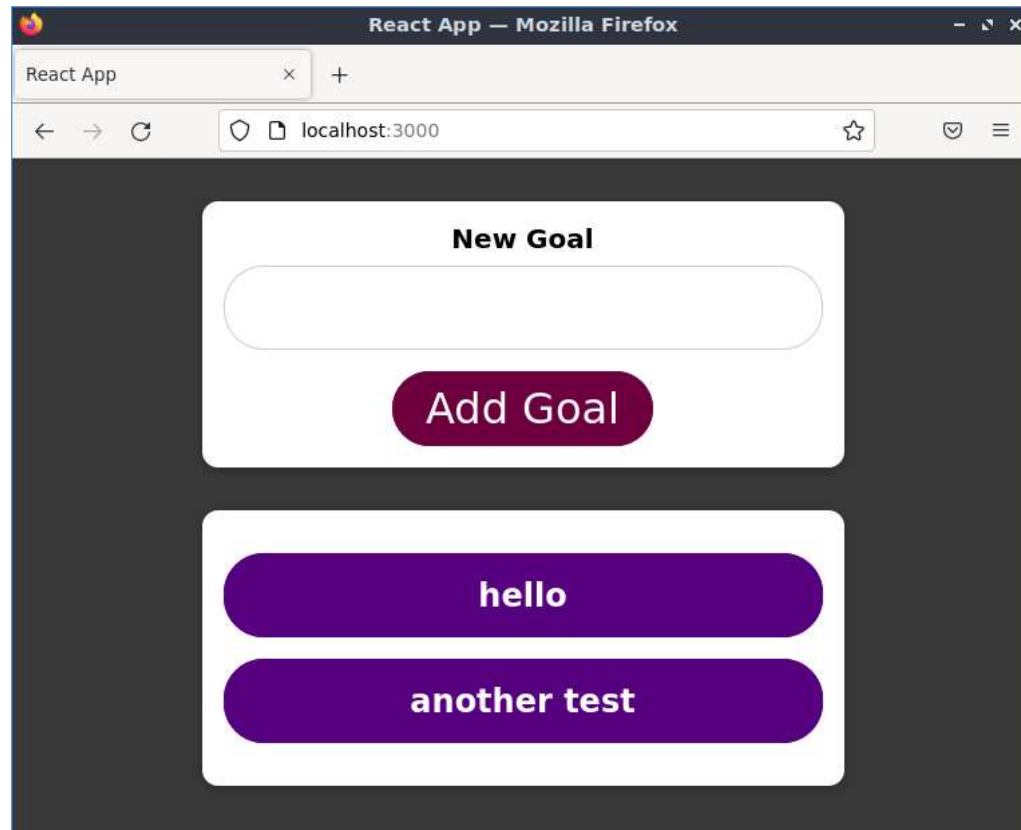 React App — Mozilla Firefox
React App
localhost:3000
New Goal
Add Goal
hello
another test